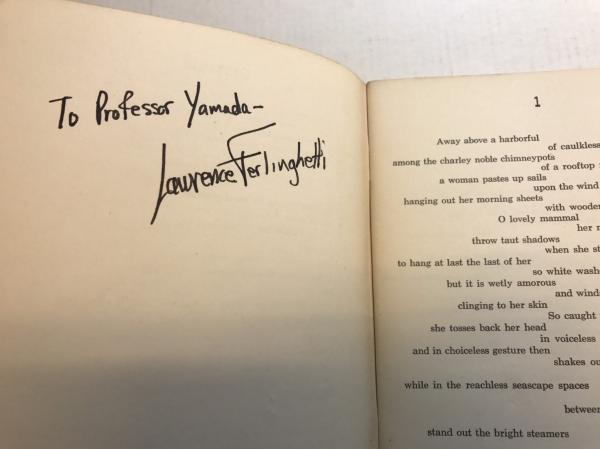 To Professor Yamada-
Lawrence Ferlinghetti
1
Away above a harborful
of caulkless
among the charley noble chimneypots
of a rooftop
a woman pastes up sails
upon the wind
hanging out her morning sheets
with wooden
O lovely mammal
her
throw taut shadows
when she
to hang at last the last of her
so white
but it is wetly amorous
and
clinging to her skin
So caught
she tosses back her head
in voiceless
and in choiceless gesture then
shakes
while in the reachless seascape spaces
between
stand out the bright steamers